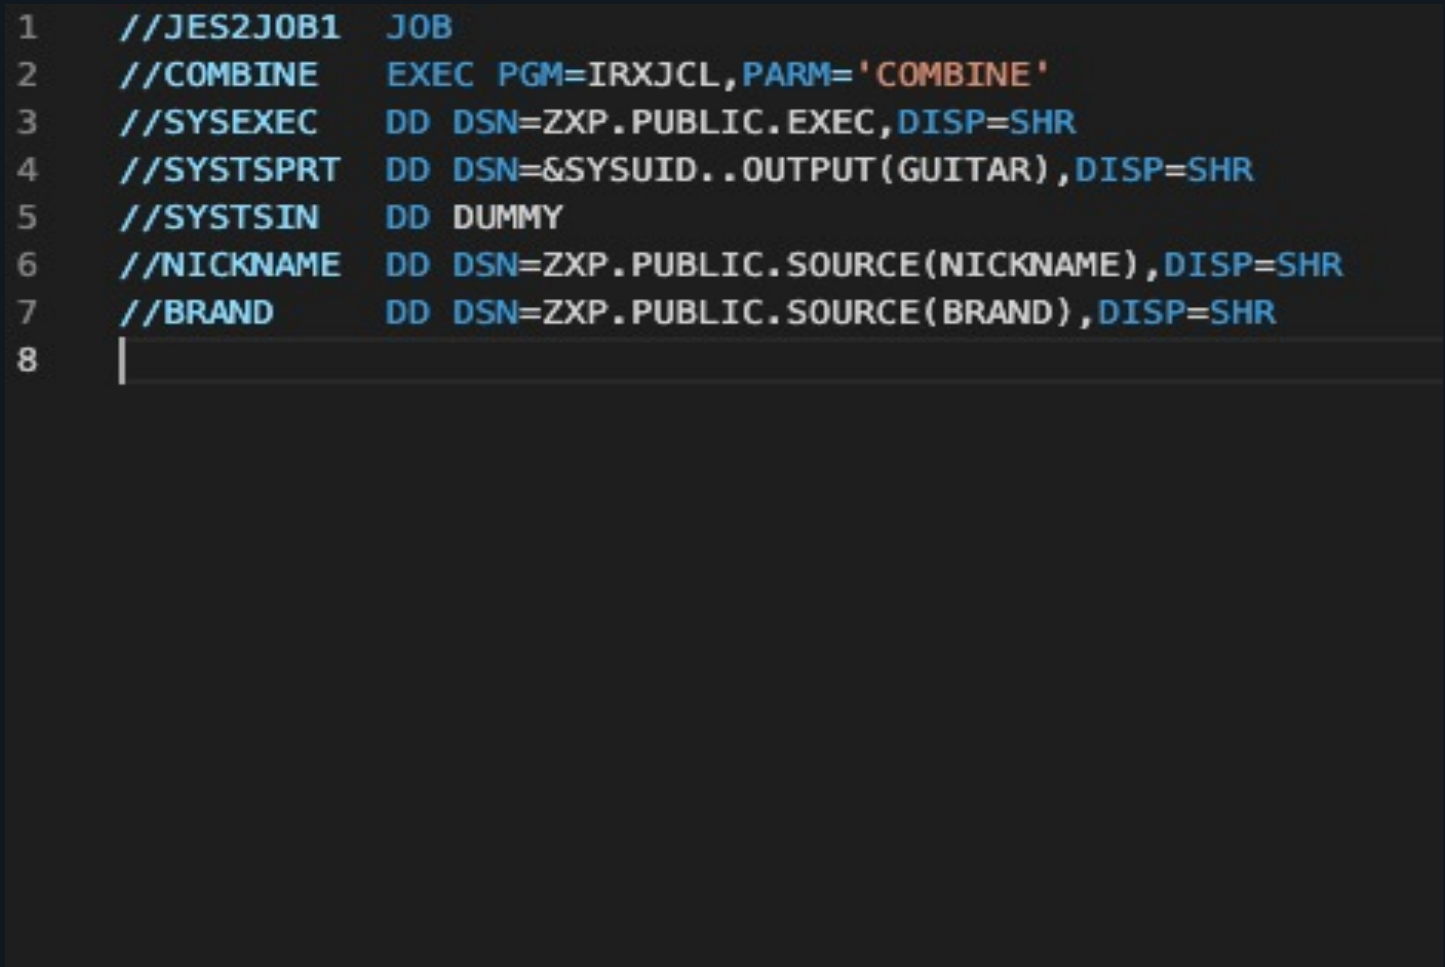 1 //JES2JOB1 JOB
2 //COMBINE EXEC PGM=IRXJCL,PARM='COMBINE'
3 //SYSEXEC DD DSN=ZXP.PUBLIC.EXEC,DISP=SHR
4 //SYSTSPRT DD DSN=&SYSUID..OUTPUT(GUITAR),DISP=SHR
5 //SYSTSIN DD DUMMY
6 //NICKNAME DD DSN=ZXP.PUBLIC.SOURCE(NICKNAME),DISP=SHR
7 //BRAND DD DSN=ZXP.PUBLIC.SOURCE(BRAND),DISP=SHR
8